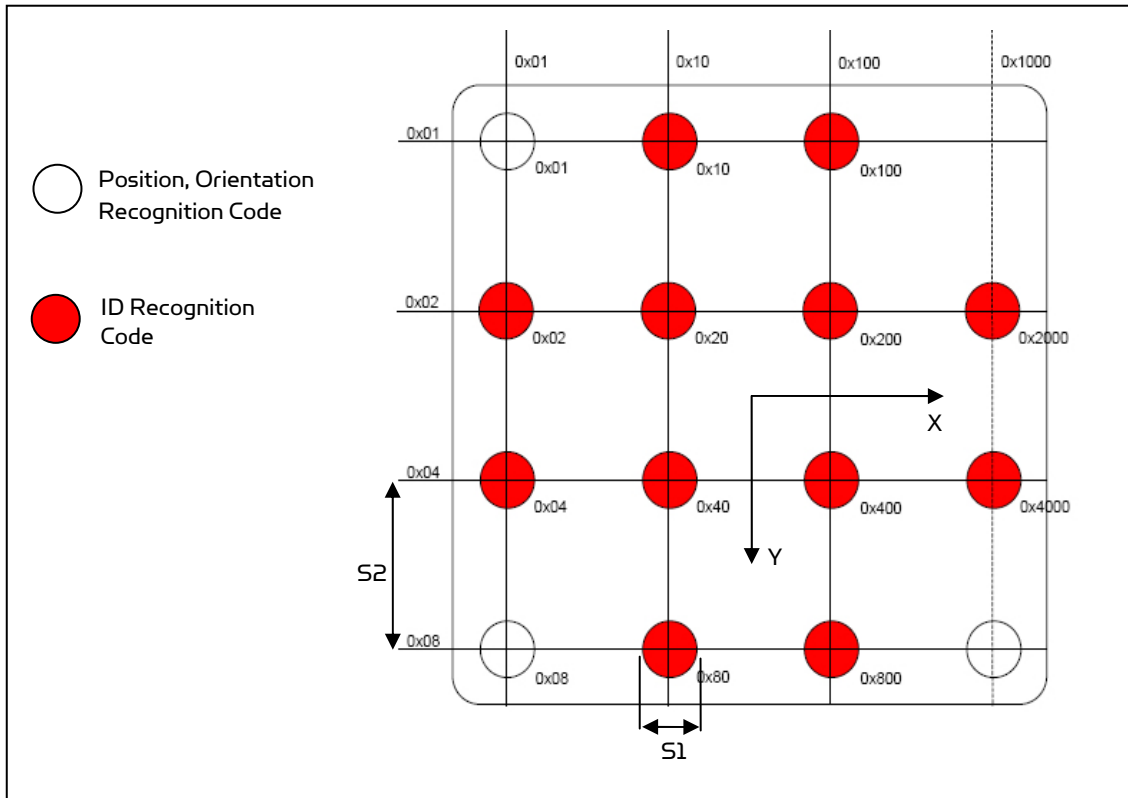 0x01 0x10 0x100 0x1000
0x01
0x01 0x10 0x100
Position, Orientation
Recognition Code
ID Recognition
Code
0x02
0x02 0x20 0x200 0x2000
X
0x04
0x04 0x40 0x400 0x4000
Y
S2
0x08
0x08 0x80 0x800
S1